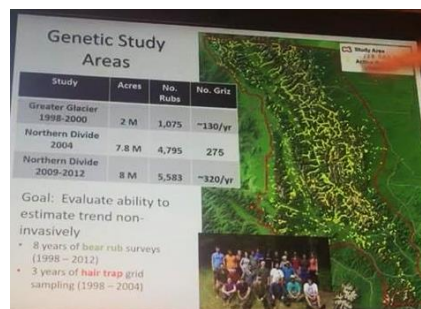 Genetic Study
Areas
Study Acres No. Rubs No. Griz
Greater Glacier 1998-2000 2 M 1,075 ~130/yr
Northern Divide 2004 7.8 M 4,795 275
Northern Divide 2009-2012 8 M 5,583 ~320/yr
Goal: Evaluate ability to
estimate trend non-
invasively
• 8 years of bear rub surveys
(1998 – 2012)
• 3 years of hair trap grid
sampling (1998 – 2004)
Study Area